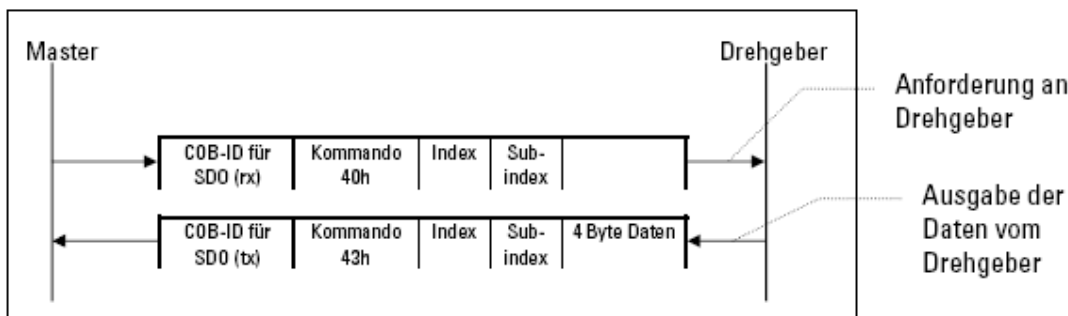 Master
Drehgeber
Anforderung an
Drehgeber
COB-ID für
SDO (rx)
Kommando
40h
Index
Sub-
index
Ausgabe der
Daten vom
Drehgeber
COB-ID für
SDO (tx)
Kommando
43h
Index
Sub-
index
4 Byte Daten